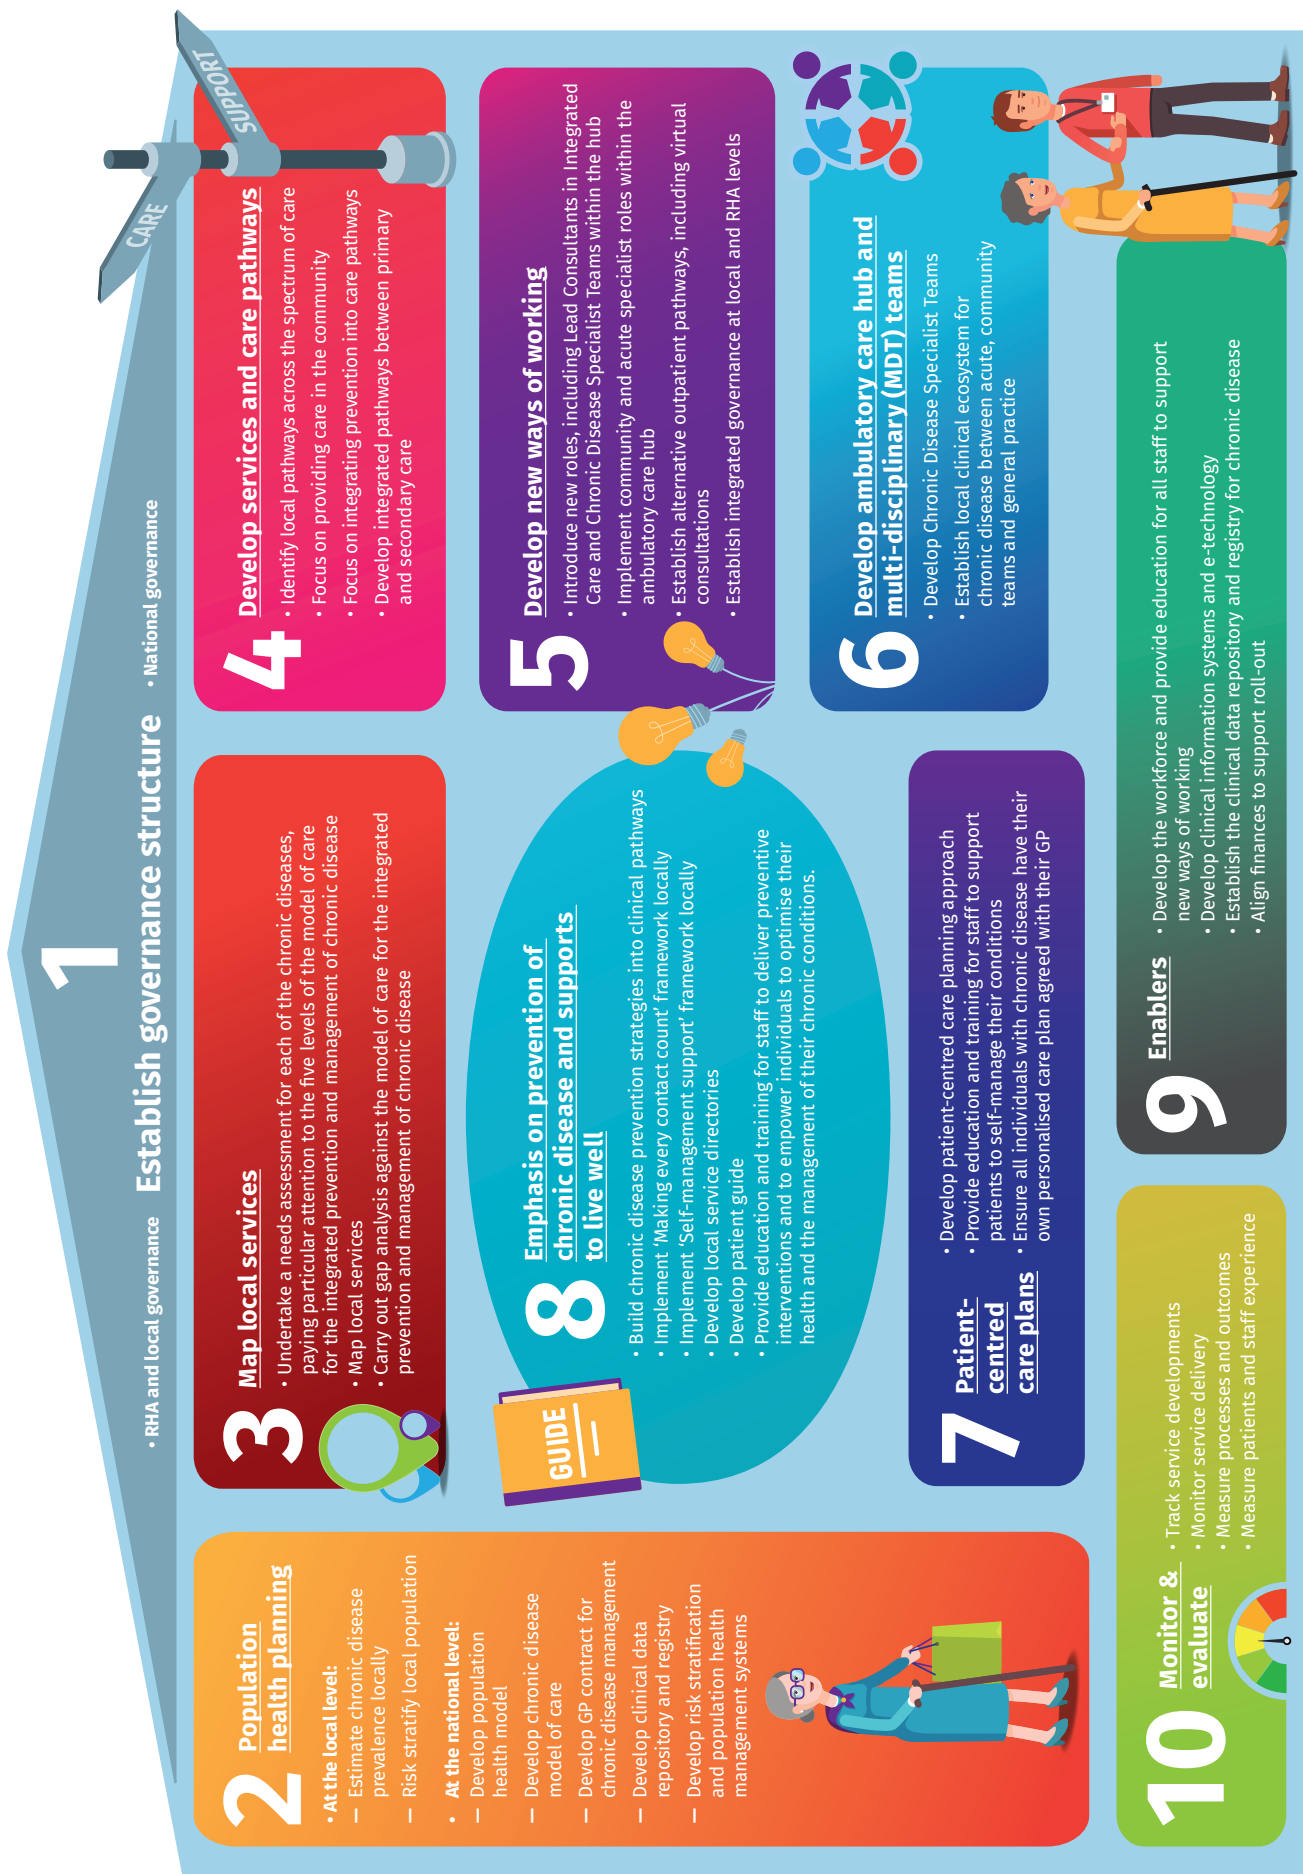 1
• RHA and local governance
Establish governance structure
• National governance
CARE
SUPPORT
2
Population
health planning
• At the local level:
— Estimate chronic disease
prevalence locally
— Risk stratify local population
• At the national level:
— Develop population
health model
— Develop chronic disease
model of care
— Develop GP contract for
chronic disease management
— Develop clinical data
repository and registry
— Develop risk stratification
and population health
management systems
3
Map local services
• Undertake a needs assessment for each of the chronic diseases,
paying particular attention to the five levels of the model of care
for the integrated prevention and management of chronic disease
• Map local services
• Carry out gap analysis against the model of care for the integrated
prevention and management of chronic disease
4
Develop services and care pathways
• Identify local pathways across the spectrum of care
• Focus on providing care in the community
• Focus on integrating prevention into care pathways
• Develop integrated pathways between primary
and secondary care
5
Develop new ways of working
• Introduce new roles, including Lead Consultants in Integrated
Care and Chronic Disease Specialist Teams within the hub
• Implement community and acute specialist roles within the
ambulatory care hub
• Establish alternative outpatient pathways, including virtual
consultations
• Establish integrated governance at local and RHA levels
6
Develop ambulatory care hub and
multi-disciplinary (MDT) teams
• Develop Chronic Disease Specialist Teams
• Establish local clinical ecosystem for
chronic disease between acute, community
teams and general practice
7
Patient-
centred
care plans
• Develop patient-centred care planning approach
• Provide education and training for staff to support
patients to self-manage their conditions
• Ensure all individuals with chronic disease have their
own personalised care plan agreed with their GP
GUIDE
8
Emphasis on prevention of
chronic disease and supports
to live well
• Build chronic disease prevention strategies into clinical pathways
• Implement ‘Making every contact count’ framework locally
• Implement ‘Self-management support’ framework locally
• Develop local service directories
• Develop patient guide
• Provide education and training for staff to deliver preventive
interventions and to empower individuals to optimise their
health and the management of their chronic conditions.
9
Enablers
• Develop the workforce and provide education for all staff to support
new ways of working
• Develop clinical information systems and e-technology
• Establish the clinical data repository and registry for chronic disease
• Align finances to support roll-out
10
Monitor &
evaluate
• Track service developments
• Monitor service delivery
• Measure processes and outcomes
• Measure patients and staff experience